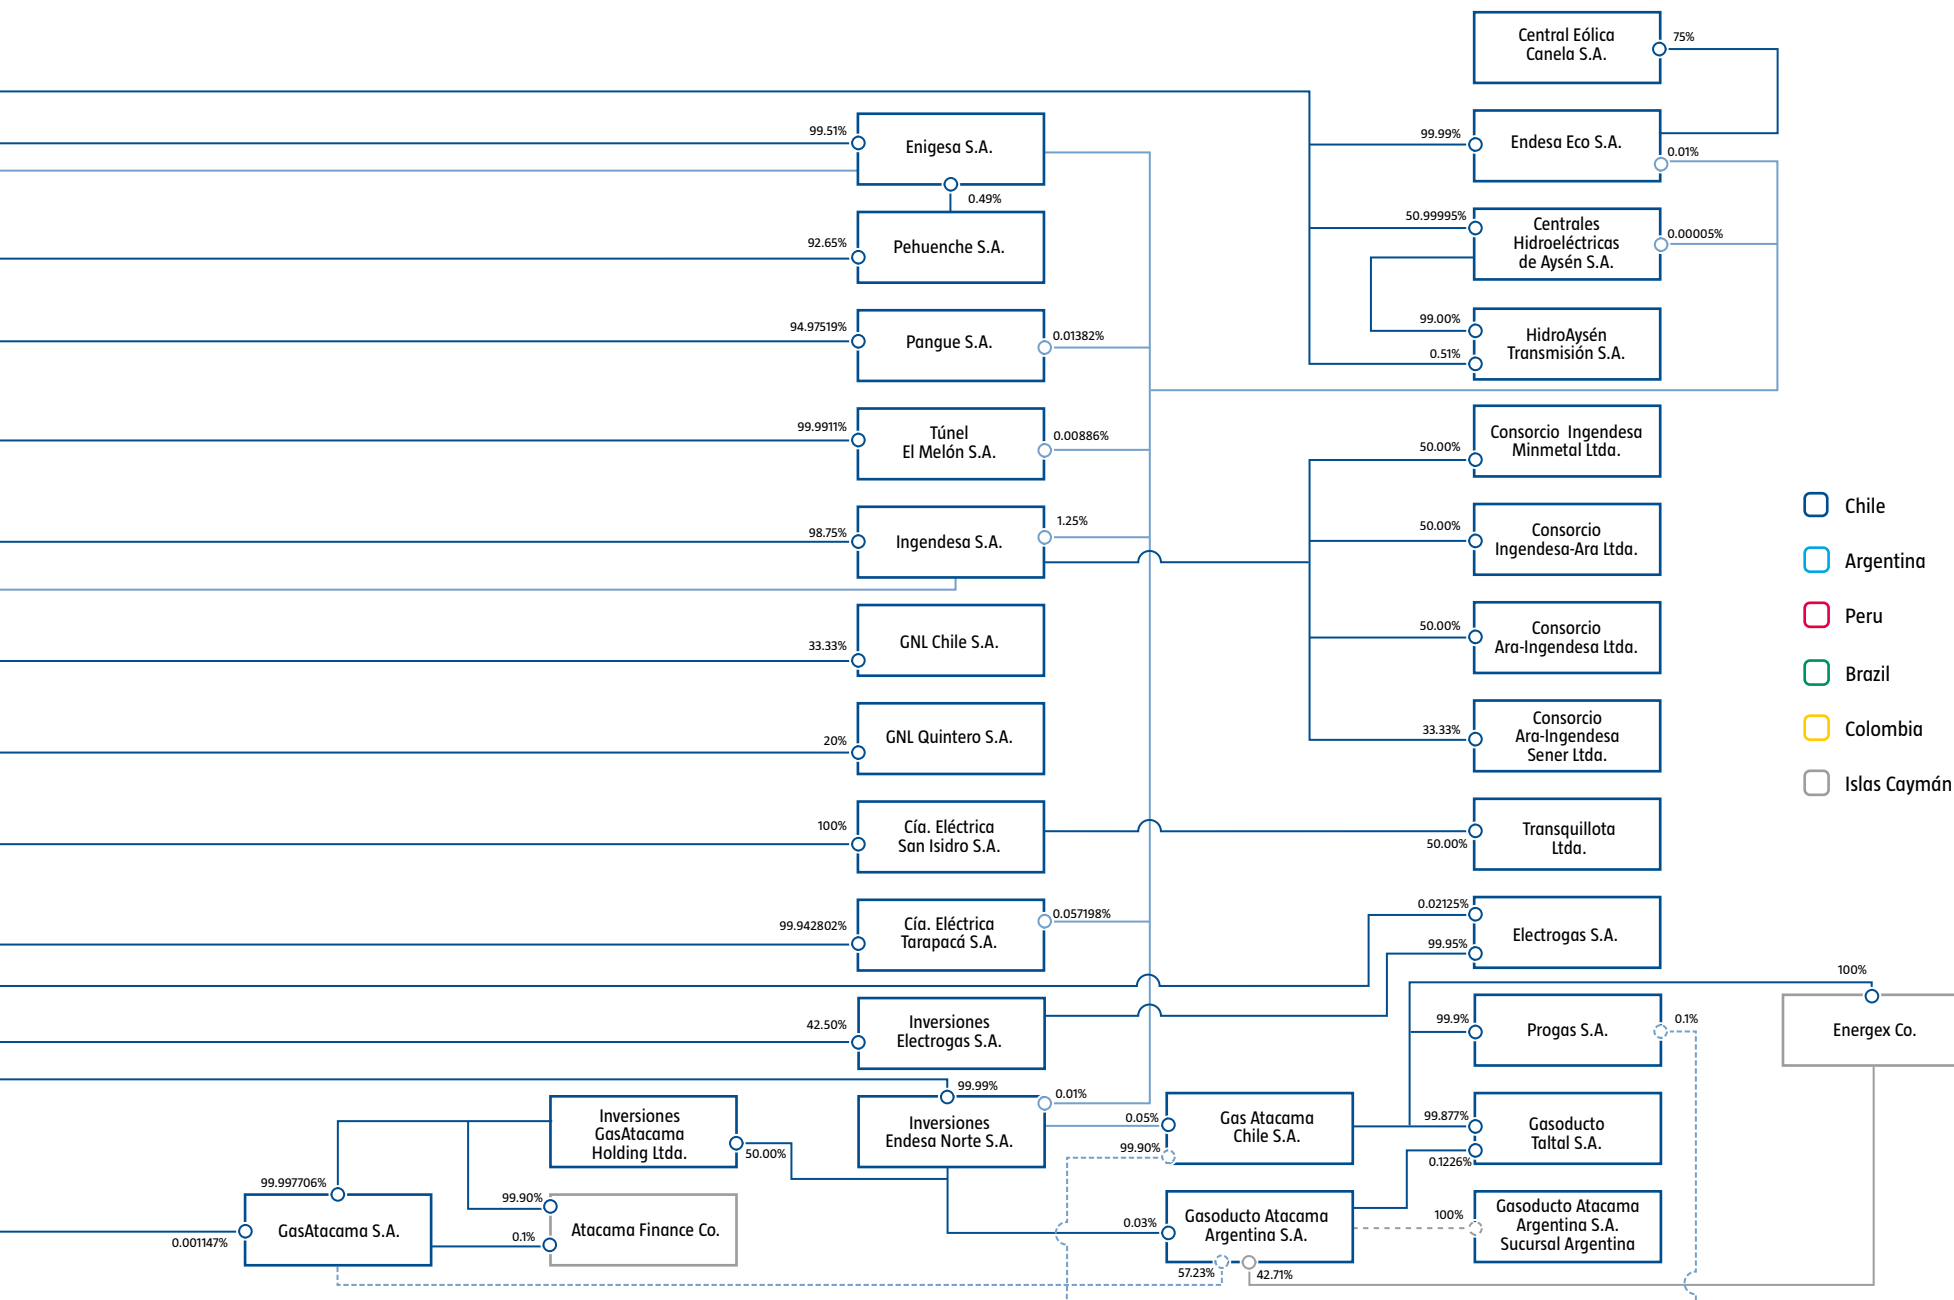 Central Eólica
Canela S.A.
75%
99.51%
Enigesa S.A.
0.49%
99.99%
Endesa Eco S.A.
0.01%
92.65%
Pehuenche S.A.
50.99995%
Centrales
Hidroeléctricas
de Aysén S.A.
0.00005%
94.97519%
Pangue S.A.
0.01382%
99.00%
0.51%
HidroAysén
Transmisión S.A.
99.9911%
Túnel
El Melón S.A.
0.00886%
50.00%
Consorcio Ingendesa
Minmetal Ltda.
98.75%
Ingendesa S.A.
1.25%
50.00%
Consorcio
Ingendesa-Ara Ltda.
33.33%
GNL Chile S.A.
50.00%
Consorcio
Ara-Ingendesa Ltda.
20%
GNL Quintero S.A.
33.33%
Consorcio
Ara-Ingendesa
Sener Ltda.
100%
Cía. Eléctrica
San Isidro S.A.
50.00%
Transquillota
Ltda.
99.942802%
Cía. Eléctrica
Tarapacá S.A.
0.057198%
0.02125%
99.95%
Electrogas S.A.
42.50%
Inversiones
Electrogas S.A.
99.9%
Progas S.A.
0.1%
100%
Energex Co.
Inversiones
GasAtacama
Holding Ltda.
50.00%
99.99%
0.01%
Inversiones
Endesa Norte S.A.
0.05%
99.90%
Gas Atacama
Chile S.A.
99.877%
0.1226%
Gasoducto
Taltal S.A.
99.997706%
GasAtacama S.A.
0.001147%
99.90%
0.1%
Atacama Finance Co.
0.03%
Gasoducto Atacama
Argentina S.A.
57.23%
42.71%
100%
Gasoducto Atacama
Argentina S.A.
Sucursal Argentina
Chile
Argentina
Peru
Brazil
Colombia
Islas Caymán